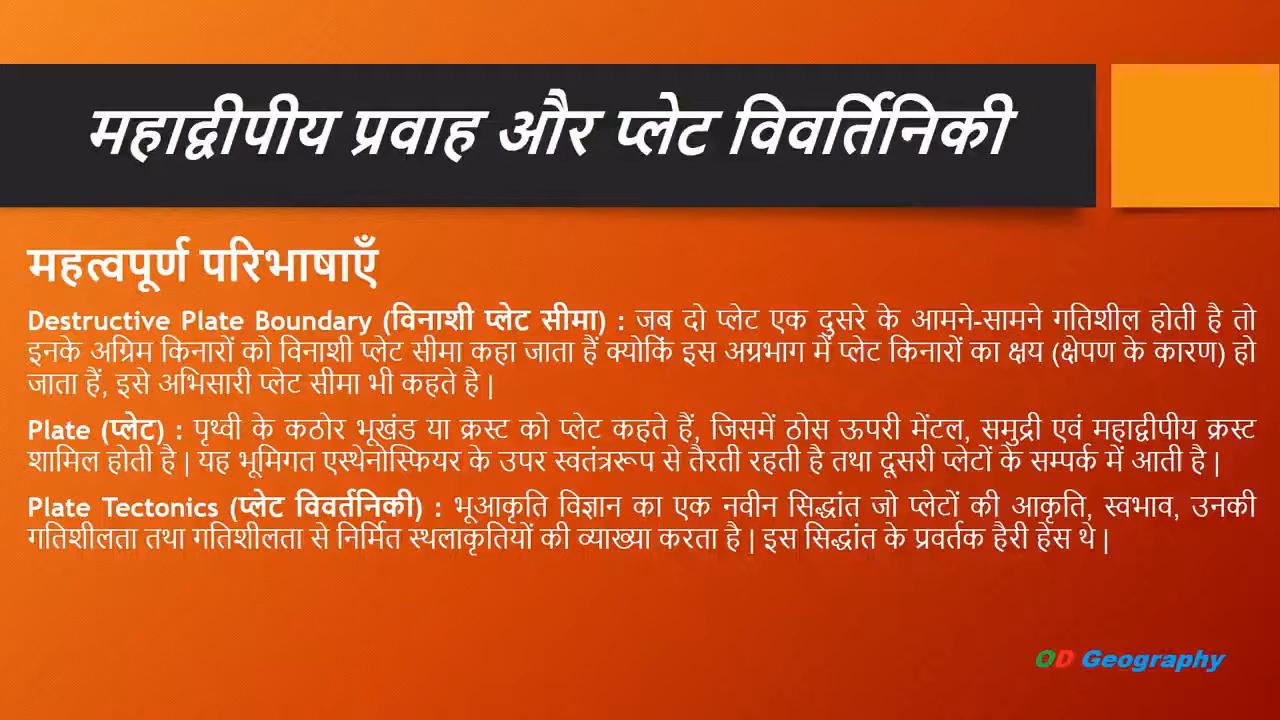 महाद्वीपीय प्रवाह और प्लेट विवर्तिनिकी
महत्वपूर्ण परिभाषाएँ
Destructive Plate Boundary (विनाशी प्लेट सीमा) : जब दो प्लेट एक दुसरे के आमने-सामने गतिशील होती है तो
इनके अग्रिम किनारों को विनाशी प्लेट सीमा कहा जाता हैं क्योकिं इस अग्रभाग में प्लेट किनारों का क्षय (क्षेपण के कारण) हो
जाता हैं, इसे अभिसारी प्लेट सीमा भी कहते है |
Plate (प्लेट) : पृथ्वी के कठोर भूखंड या क्रस्ट को प्लेट कहते हैं, जिसमें ठोस ऊपरी मेंटल, समुद्री एवं महाद्वीपीय क्रस्ट
शामिल होती है | यह भूमिगत एस्थेनोस्फियर के उपर स्वतंत्ररूप से तैरती रहती है तथा दूसरी प्लेटों के सम्पर्क में आती है |
Plate Tectonics (प्लेट विवर्तनिकी) : भूआकृति विज्ञान का एक नवीन सिद्धांत जो प्लेटों की आकृति, स्वभाव, उनकी
गतिशीलता तथा गतिशीलता से निर्मित स्थलाकृतियों की व्याख्या करता है | इस सिद्धांत के प्रवर्तक हैरी हेस थे |
OD Geography